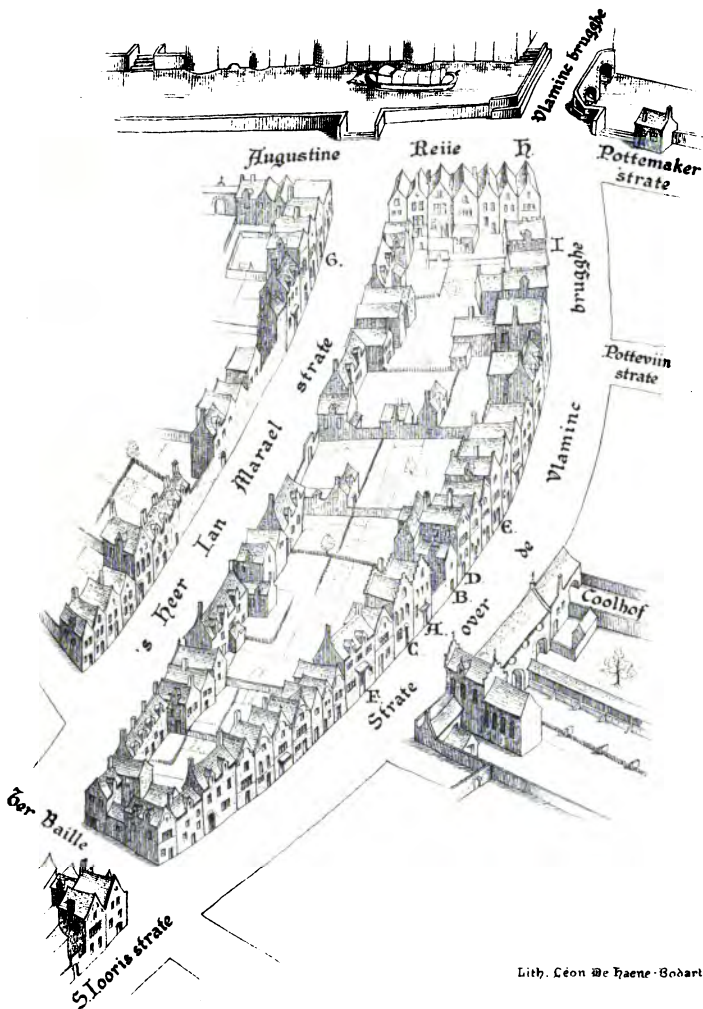 Vlaminc brugghe
Augustine Reiie H.
Pottemaker
strate
G.
I
brugghe
Potteviin
strate
strate
Vlaminc
's Heer Ian Marael
E.
de
D
B.
Coolhof
A.
over
C
F
Strate
Ter Baille
S. Iooris strate
Lith. Léon De Haene-Bodart